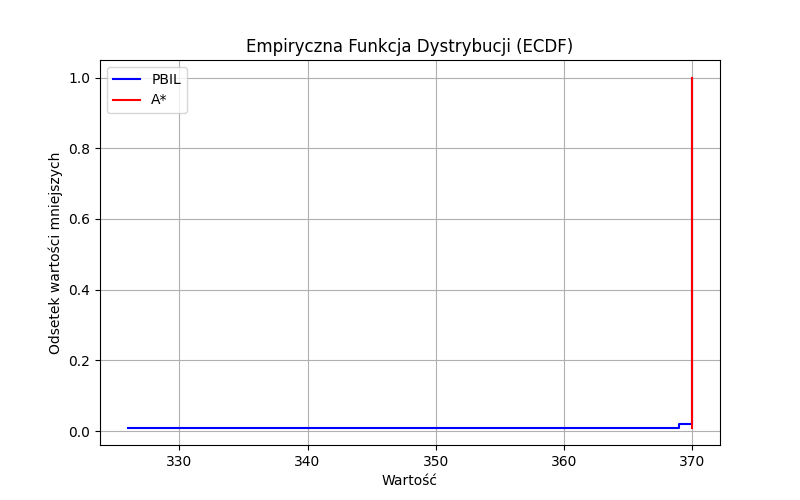 Empiryczna Funkcja Dystrybucji (ECDF)
PBIL
A*
1.0
0.8
0.6
0.4
0.2
0.0
Odsetek wartości mniejszych
330
340
350
360
370
Wartość